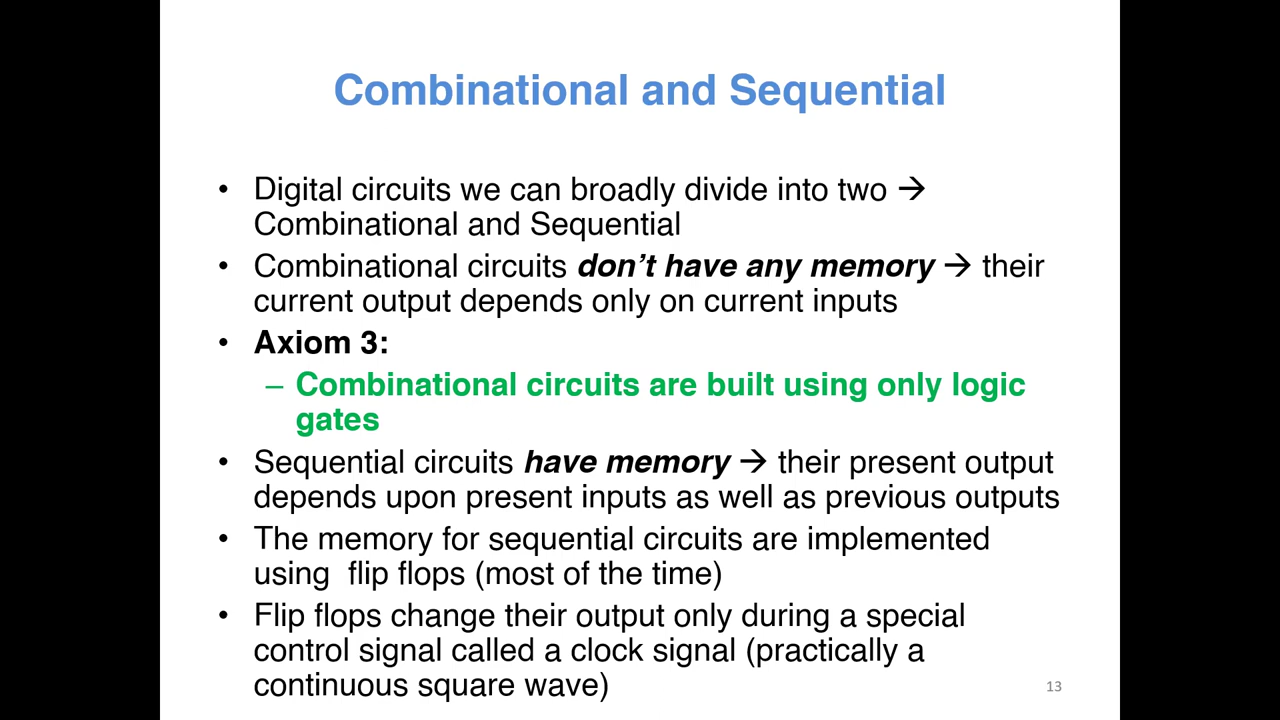 Combinational and Sequential
• Digital circuits we can broadly divide into two →
Combinational and Sequential
• Combinational circuits don’t have any memory → their
current output depends only on current inputs
• Axiom 3:
– Combinational circuits are built using only logic
gates
• Sequential circuits have memory → their present output
depends upon present inputs as well as previous outputs
• The memory for sequential circuits are implemented
using  flip flops (most of the time)
• Flip flops change their output only during a special
control signal called a clock signal (practically a
continuous square wave)
13